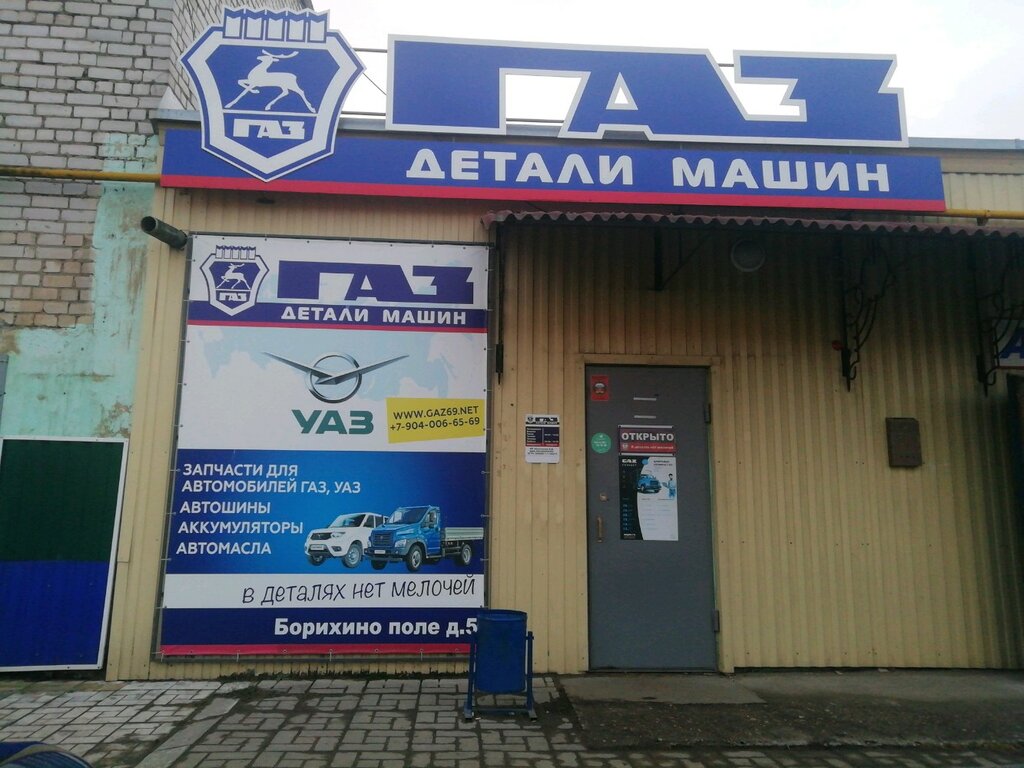 ГАЗ
ГАЗ
ДЕТАЛИ МАШИН
ГАЗ
ГАЗ
ДЕТАЛИ МАШИН
УАЗ
WWW.GAZ69.NET
+7-904-006-65-69
ЗАПЧАСТИ ДЛЯ
АВТОМОБИЛЕЙ ГАЗ, УАЗ
АВТОШИНЫ
АККУМУЛЯТОРЫ
АВТОМАСЛА
В ДЕТАЛЯХ НЕТ МЕЛОЧЕЙ
Борихино поле д.5
ГАЗ
ОТКРЫТО